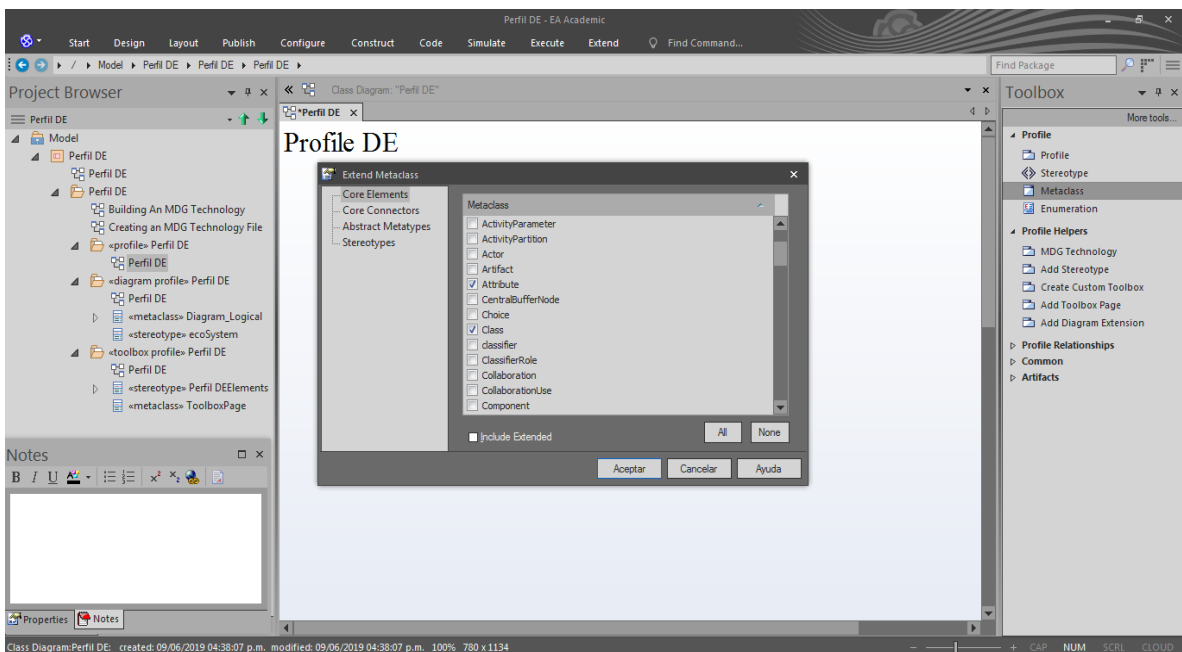 Perfil DE - EA Academic
Start Design Layout Publish Configure Construct Code Simulate Execute Extend Find Command...
/ Model Perfil DE Perfil DE Perfil DE
Find Package
Project Browser
Perfil DE
Model
Perfil DE
Perfil DE
Perfil DE
Building An MDG Technology
Creating an MDG Technology File
«profile» Perfil DE
Perfil DE
«diagram profile» Perfil DE
Perfil DE
«metaclass» Diagram_Logical
«stereotype» ecoSystem
«toolbox profile» Perfil DE
Perfil DE
«stereotype» Perfil DEElements
«metaclass» ToolboxPage
Notes
B I U
Properties Notes
Class Diagram: "Perfil DE"
*Perfil DE
Profile DE
Extend Metaclass
Core Elements
Core Connectors
Abstract Metatypes
Stereotypes
Metaclass
ActivityParameter
ActivityPartition
Actor
Artifact
Attribute
CentralBufferNode
Choice
Class
classifier
ClassifierRole
Collaboration
CollaborationUse
Component
Include Extended
All None
Aceptar Cancelar Ayuda
Toolbox
More tools...
Profile
Profile
Stereotype
Metaclass
Enumeration
Profile Helpers
MDG Technology
Add Stereotype
Create Custom Toolbox
Add Toolbox Page
Add Diagram Extension
Profile Relationships
Common
Artifacts
Class Diagram:Perfil DE: created: 09/06/2019 04:38:07 p.m. modified: 09/06/2019 04:38:07 p.m. 100% 780 x 1134
CAP NUM SCRL CLOUD